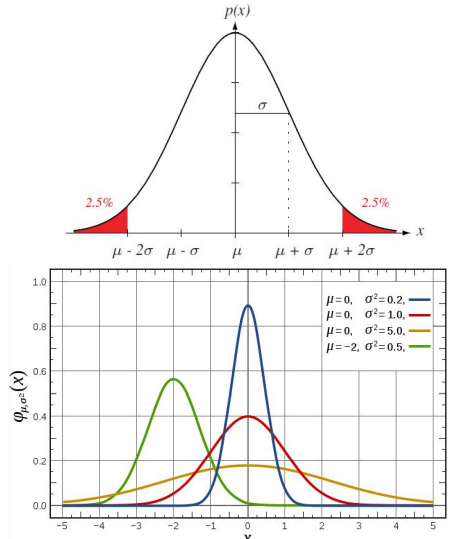 p(x)
σ
2.5%
2.5%
x
μ - 2σ μ - σ μ μ + σ μ + 2σ
1.0
μ=0, σ²=0.2,
μ=0, σ²=1.0,
μ=0, σ²=5.0,
μ=−2, σ²=0.5,
0.8
0.6
φμ,σ²(x)
0.4
0.2
0.0
−5 −4 −3 −2 −1 0 1 2 3 4 5
x